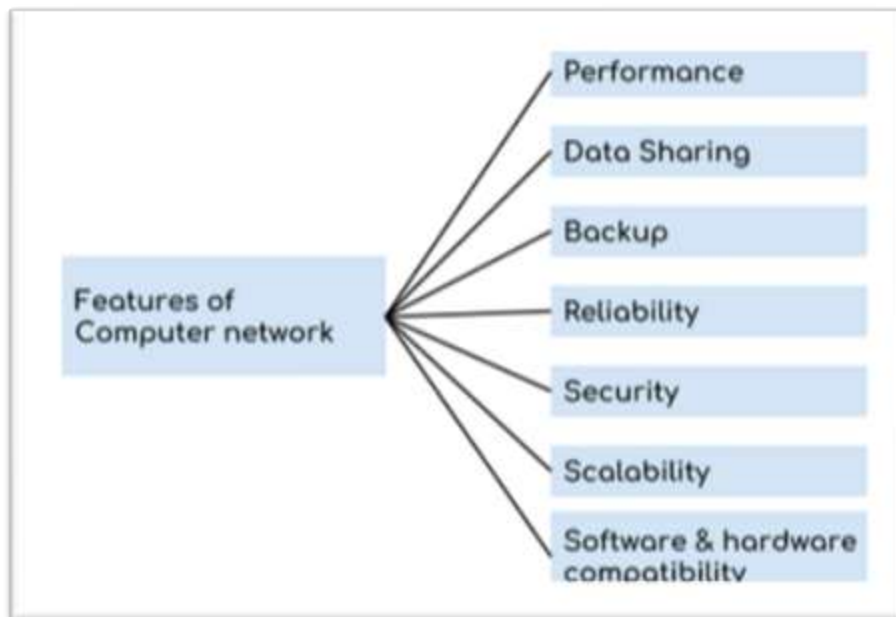 Features of
Computer network
Performance
Data Sharing
Backup
Reliability
Security
Scalability
Software & hardware
compatibility